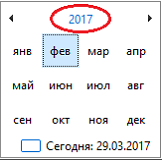 2017
янв фев мар апр
май июн июл авг
сен окт ноя дек
Сегодня: 29.03.2017